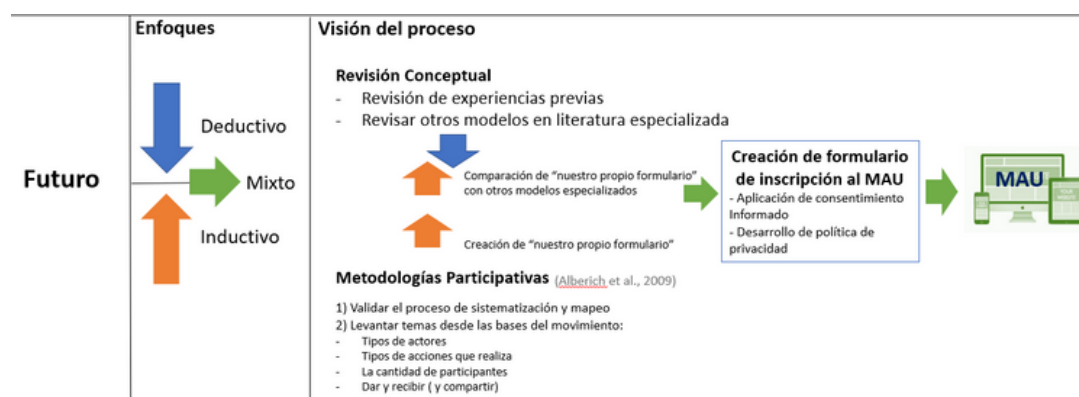 Enfoques
Visión del proceso
Futuro
Deductivo
Mixto
Inductivo
Revisión Conceptual
- Revisión de experiencias previas
- Revisar otros modelos en literatura especializada
Comparación de “nuestro propio formulario”
con otros modelos especializados
Creación de “nuestro propio formulario”
Metodologías Participativas (Alberich et al., 2009)
1) Validar el proceso de sistematización y mapeo
2) Levantar temas desde las bases del movimiento:
- Tipos de actores
- Tipos de acciones que realiza
- La cantidad de participantes
- Dar y recibir ( y compartir)
Creación de formulario
de inscripción al MAU
- Aplicación de consentimiento
Informado
- Desarrollo de política de
privacidad
MAU